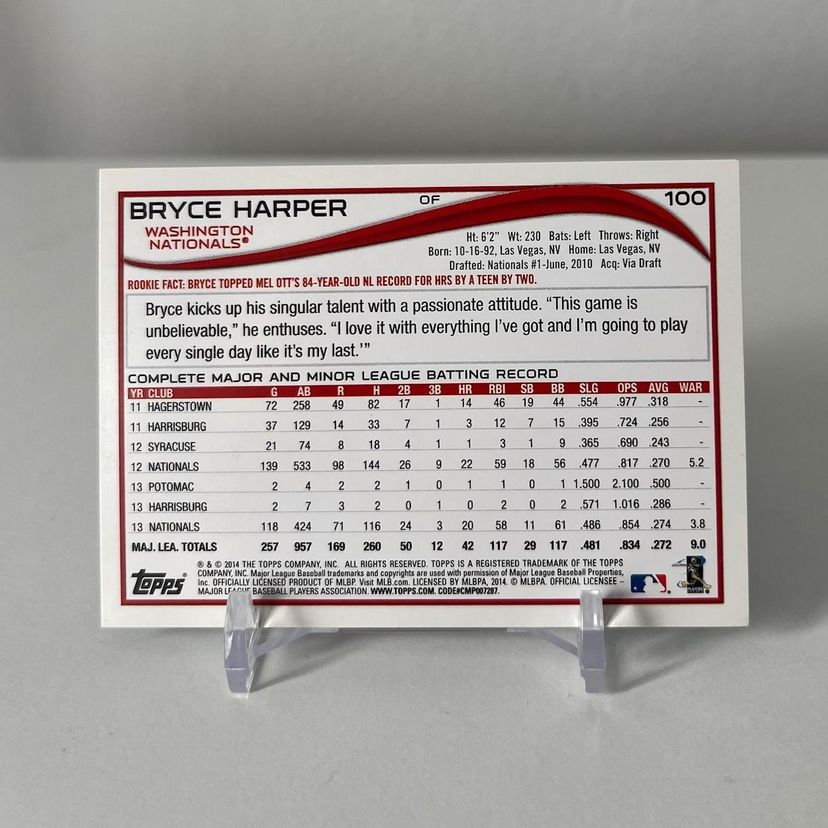 BRYCE HARPER OF 100
WASHINGTON
NATIONALS®
Ht: 6'2" Wt: 230 Bats: Left Throws: Right
Born: 10-16-92, Las Vegas, NV Home: Las Vegas, NV
Drafted: Nationals #1-June, 2010 Acq: Via Draft
ROOKIE FACT: BRYCE TOPPED MEL OTT'S 84-YEAR-OLD NL RECORD FOR HRS BY A TEEN BY TWO.
Bryce kicks up his singular talent with a passionate attitude. “This game is
unbelievable,” he enthuses. “I love it with everything I've got and I'm going to play
every single day like it's my last.’”
COMPLETE MAJOR AND MINOR LEAGUE BATTING RECORD
YR CLUB G AB R H 2B 3B HR RBI SB BB SLG OPS AVG WAR
11 HAGERSTOWN 72 258 49 82 17 1 14 46 19 44 .554 .977 .318 -
11 HARRISBURG 37 129 14 33 7 1 3 12 7 15 .395 .724 .256 -
12 SYRACUSE 21 74 8 18 4 1 1 3 1 9 .365 .690 .243 -
12 NATIONALS 139 533 98 144 26 9 22 59 18 56 .477 .817 .270 5.2
13 POTOMAC 2 4 2 2 1 0 1 1 0 1 1.500 2.100 .500 -
13 HARRISBURG 2 7 3 2 0 1 0 2 0 2 .571 1.016 .286 -
13 NATIONALS 118 424 71 116 24 3 20 58 11 61 .486 .854 .274 3.8
MAJ. LEA. TOTALS 257 957 169 260 50 12 42 117 29 117 .481 .834 .272 9.0
® & © 2014 THE TOPPS COMPANY, INC. ALL RIGHTS RESERVED. TOPPS IS A REGISTERED TRADEMARK OF THE TOPPS
COMPANY, INC. Major League Baseball trademarks and copyrights are used with permission of Major League Baseball Properties,
Inc. OFFICIALLY LICENSED PRODUCT OF MLBP. Visit MLB.com. LICENSED BY MLBPA, 2014. © MLBPA. OFFICIAL LICENSEE –
MAJOR LEAGUE BASEBALL PLAYERS ASSOCIATION. WWW.TOPPS.COM. CODE#CMP007287.
TOPPS®